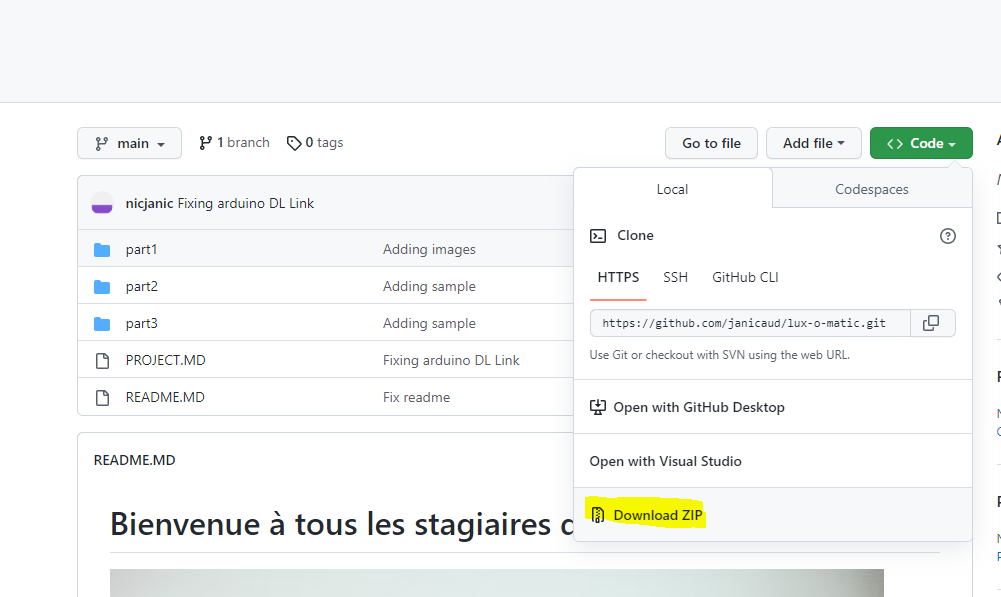 main
1 branch
0 tags
Go to file
Add file
<> Code
nicjanic Fixing arduino DL Link
Local
Codespaces
Clone
part1 Adding images
HTTPS SSH GitHub CLI
part2 Adding sample
part3 Adding sample
https://github.com/janicaud/lux-o-matic.git
Use Git or checkout with SVN using the web URL.
PROJECT.MD Fixing arduino DL Link
README.MD Fix readme
Open with GitHub Desktop
Open with Visual Studio
README.MD
Download ZIP
Bienvenue à tous les stagiaires